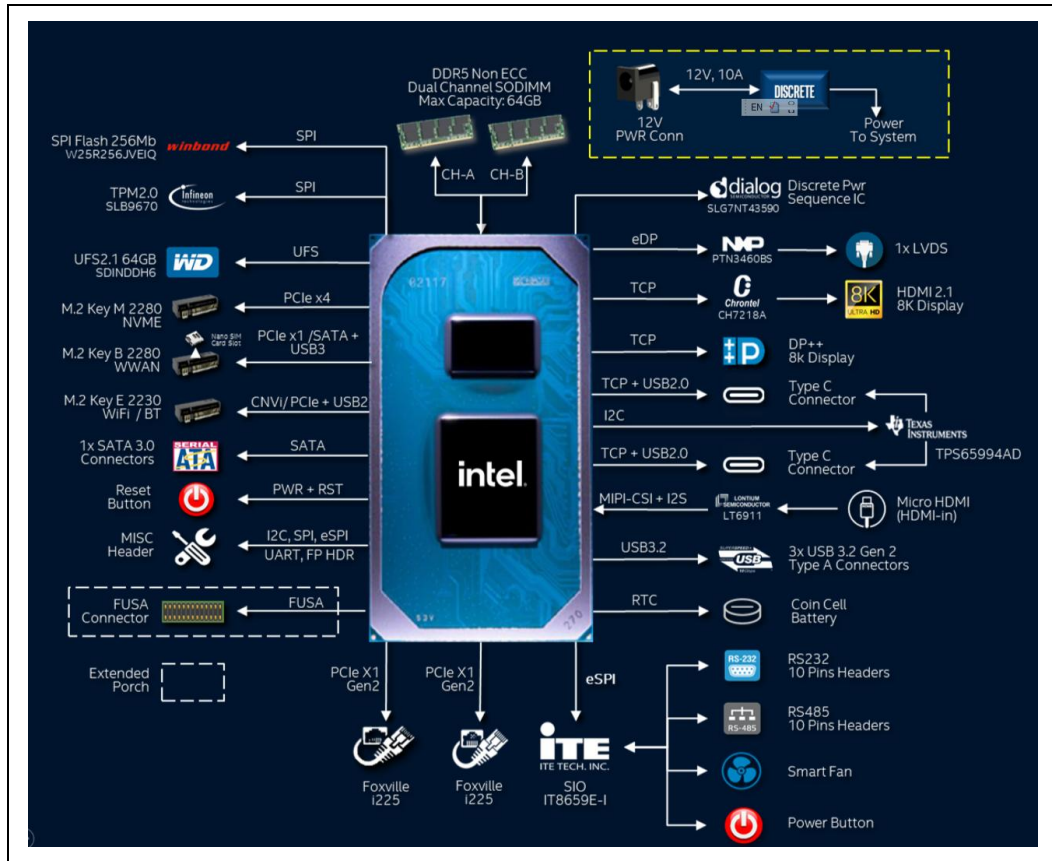 DDR5 Non ECC
Dual Channel SODIMM
Max Capacity: 64GB
CH-A
CH-B
12V, 10A
DISCRETE
EN
12V
PWR Conn
Power
To System
SPI Flash 256Mb
W25R256JVEIQ
winbond
SPI
TPM2.0
SLB9670
infineon
technologies
SPI
UFS2.1 64GB
SDINDDH6
WD
UFS
M.2 Key M 2280
NVME
PCIe x4
Nano SIM
Card Slot
M.2 Key B 2280
WWAN
PCIe x1 /SATA +
USB3
M.2 Key E 2230
WiFi / BT
CNVi/ PCIe + USB2
1x SATA 3.0
Connectors
SERIAL
ATA
SATA
Reset
Button
PWR + RST
MISC
Header
I2C, SPI, eSPI
UART, FP HDR
FUSA
Connector
FUSA
Extended
Porch
02117
intel.
S3V
270
dialog
SEMICONDUCTOR
SLG7NT43590
Discrete Pwr
Sequence IC
eDP
NXP
PTN3460BS
1x LVDS
TCP
Chrontel
CH7218A
8K
ULTRA HD
HDMI 2.1
8K Display
TCP
DP++
8k Display
TCP + USB2.0
Type C
Connector
I2C
TEXAS
INSTRUMENTS
TPS65994AD
TCP + USB2.0
Type C
Connector
MIPI-CSI + I2S
LONTIUM
SEMICONDUCTOR
LT6911
Micro HDMI
(HDMI-in)
USB3.2
USB
3x USB 3.2 Gen 2
Type A Connectors
RTC
Coin Cell
Battery
PCIe X1
Gen2
Foxville
i225
PCIe X1
Gen2
Foxville
i225
eSPI
iTE
ITE TECH. INC.
SIO
IT8659E-I
RS-232
RS232
10 Pins Headers
RS-485
RS485
10 Pins Headers
Smart Fan
Power Button